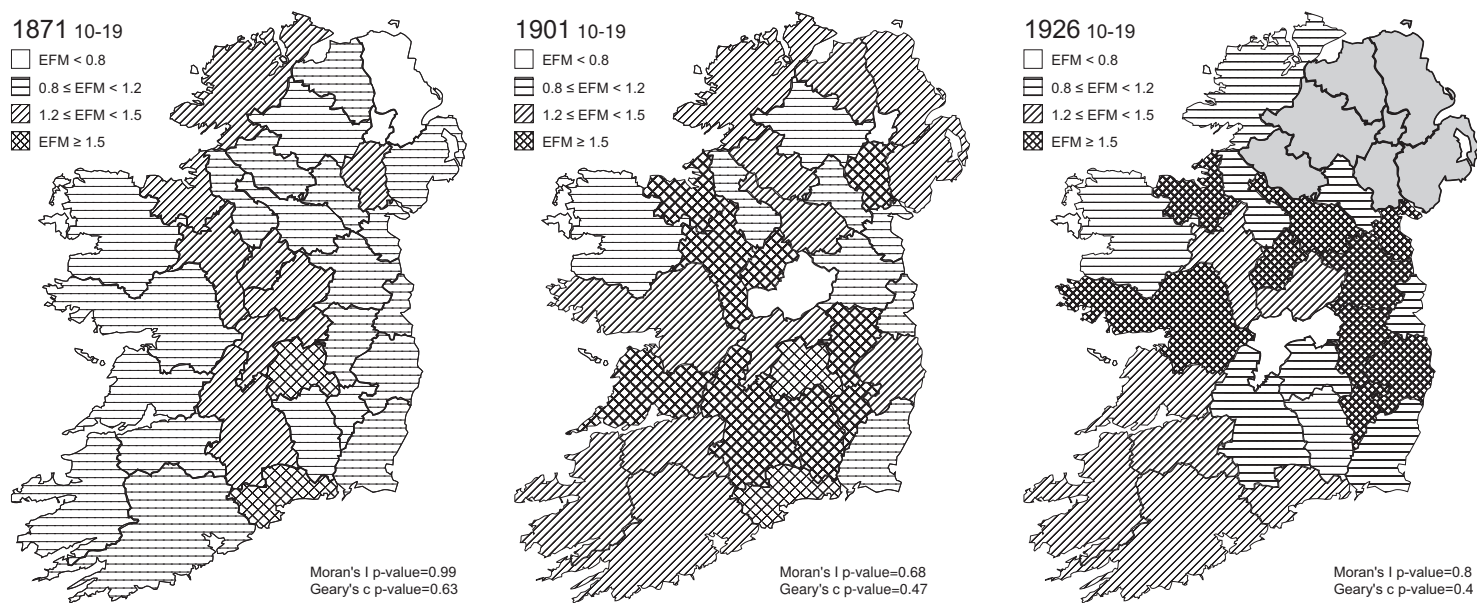 1871 10-19
EFM < 0.8
0.8 ≤ EFM < 1.2
1.2 ≤ EFM < 1.5
EFM ≥ 1.5
Moran's I p-value=0.99
Geary's c p-value=0.63
1901 10-19
EFM < 0.8
0.8 ≤ EFM < 1.2
1.2 ≤ EFM < 1.5
EFM ≥ 1.5
Moran's I p-value=0.68
Geary's c p-value=0.47
1926 10-19
EFM < 0.8
0.8 ≤ EFM < 1.2
1.2 ≤ EFM < 1.5
EFM ≥ 1.5
Moran's I p-value=0.8
Geary's c p-value=0.4